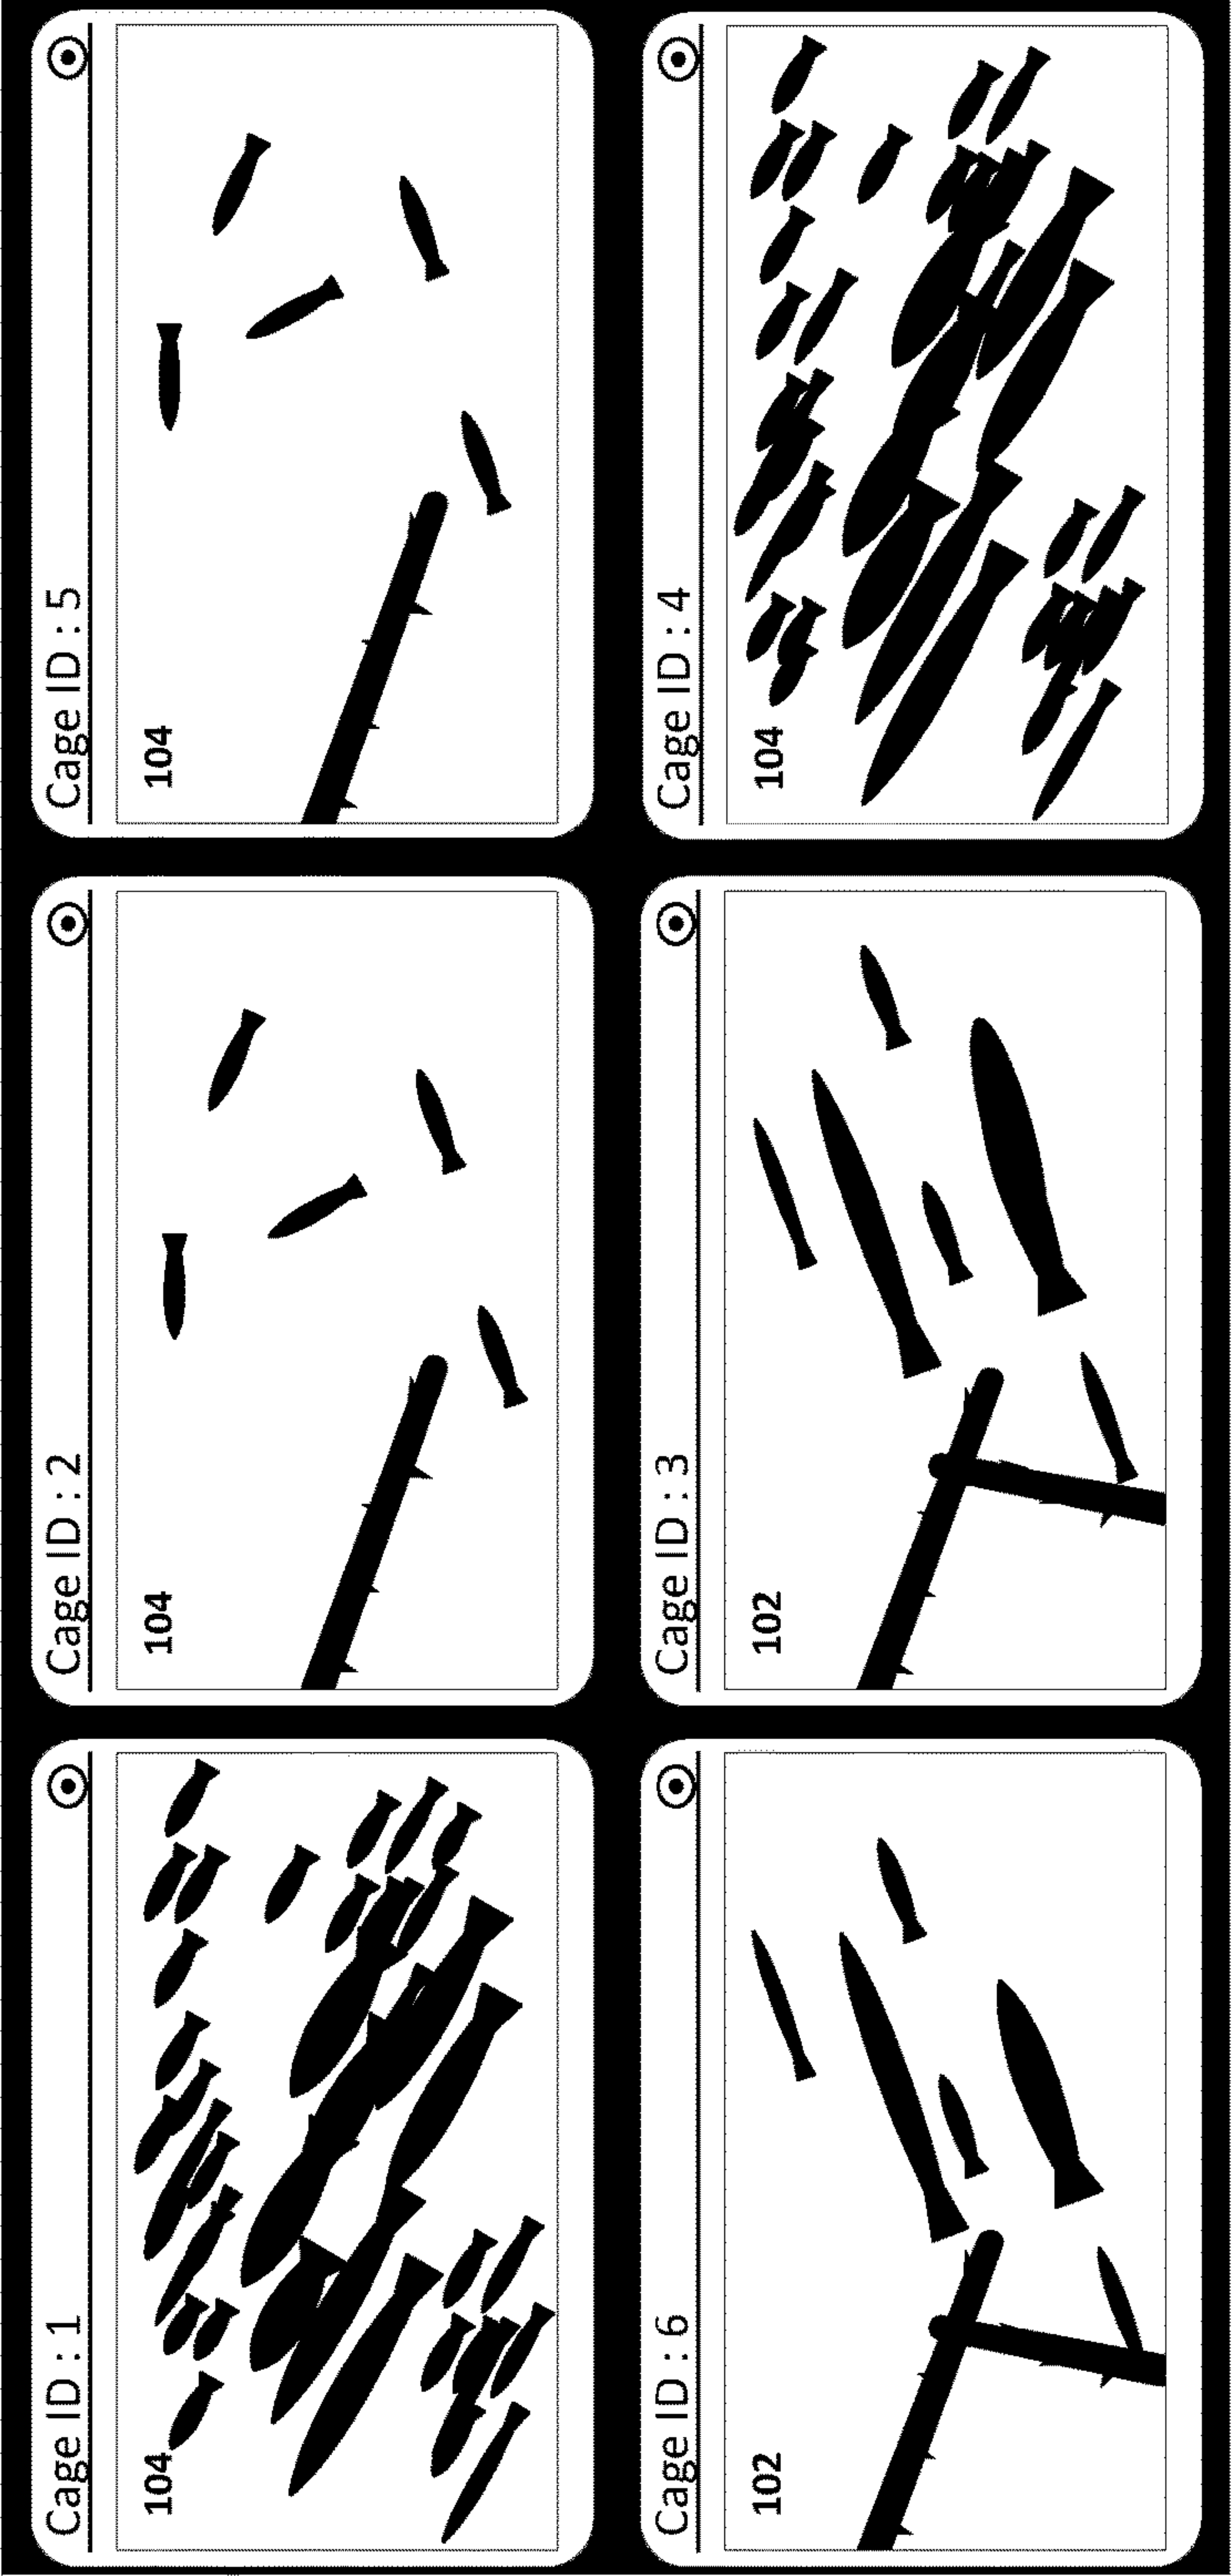 Cage ID : 1
104
Cage ID : 2
104
Cage ID : 5
104
Cage ID : 6
102
Cage ID : 3
102
Cage ID : 4
104